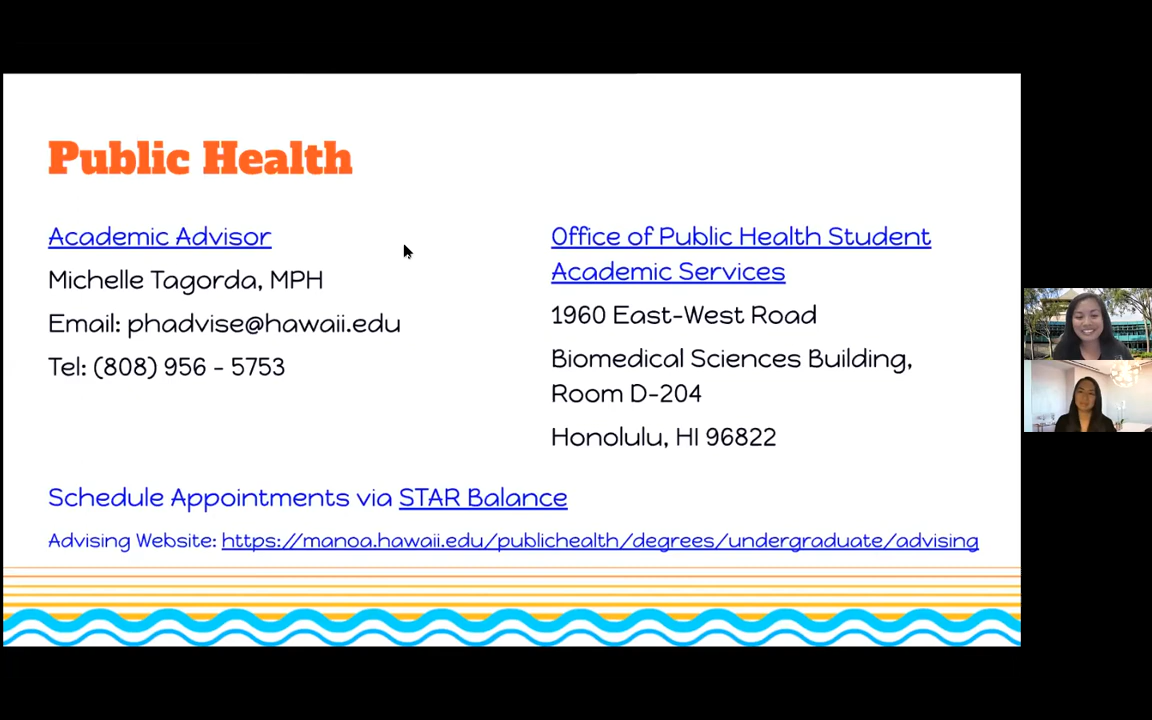 Public Health
Academic Advisor
Michelle Tagorda, MPH
Email: phadvise@hawaii.edu
Tel: (808) 956 - 5753
Office of Public Health Student
Academic Services
1960 East-West Road
Biomedical Sciences Building,
Room D-204
Honolulu, HI 96822
Schedule Appointments via STAR Balance
Advising Website: https://manoa.hawaii.edu/publichealth/degrees/undergraduate/advising